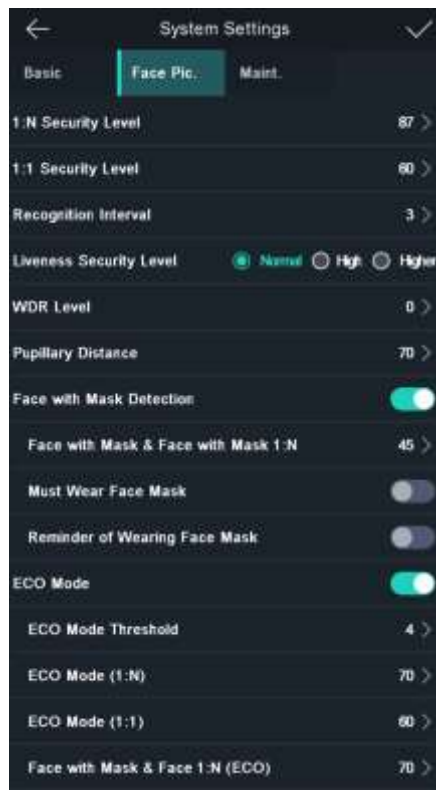 System Settings
Basic Face Pic. Maint.
1:N Security Level 87
1:1 Security Level 60
Recognition Interval 3
Liveness Security Level Normal High Higher
WDR Level 0
Pupillary Distance 70
Face with Mask Detection
Face with Mask & Face with Mask 1:N 45
Must Wear Face Mask
Reminder of Wearing Face Mask
ECO Mode
ECO Mode Threshold 4
ECO Mode (1:N) 70
ECO Mode (1:1) 60
Face with Mask & Face 1:N (ECO) 70